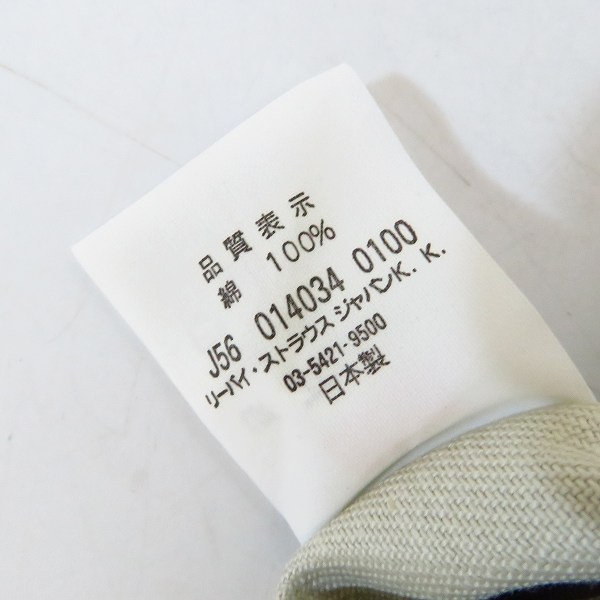 品質表示
綿 100%
J56 014034 0100
リーバイ・ストラウス ジャパンK. K.
03-5421-9500
日本製